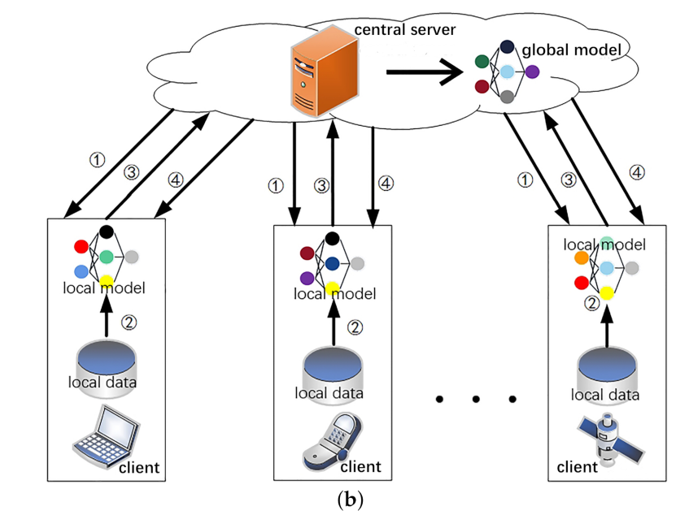 central server
global model
① ③ ④ ① ③ ④ ① ③ ④
local model
local model
local model
② ② ②
local data
local data
local data
client
client
client
(b)